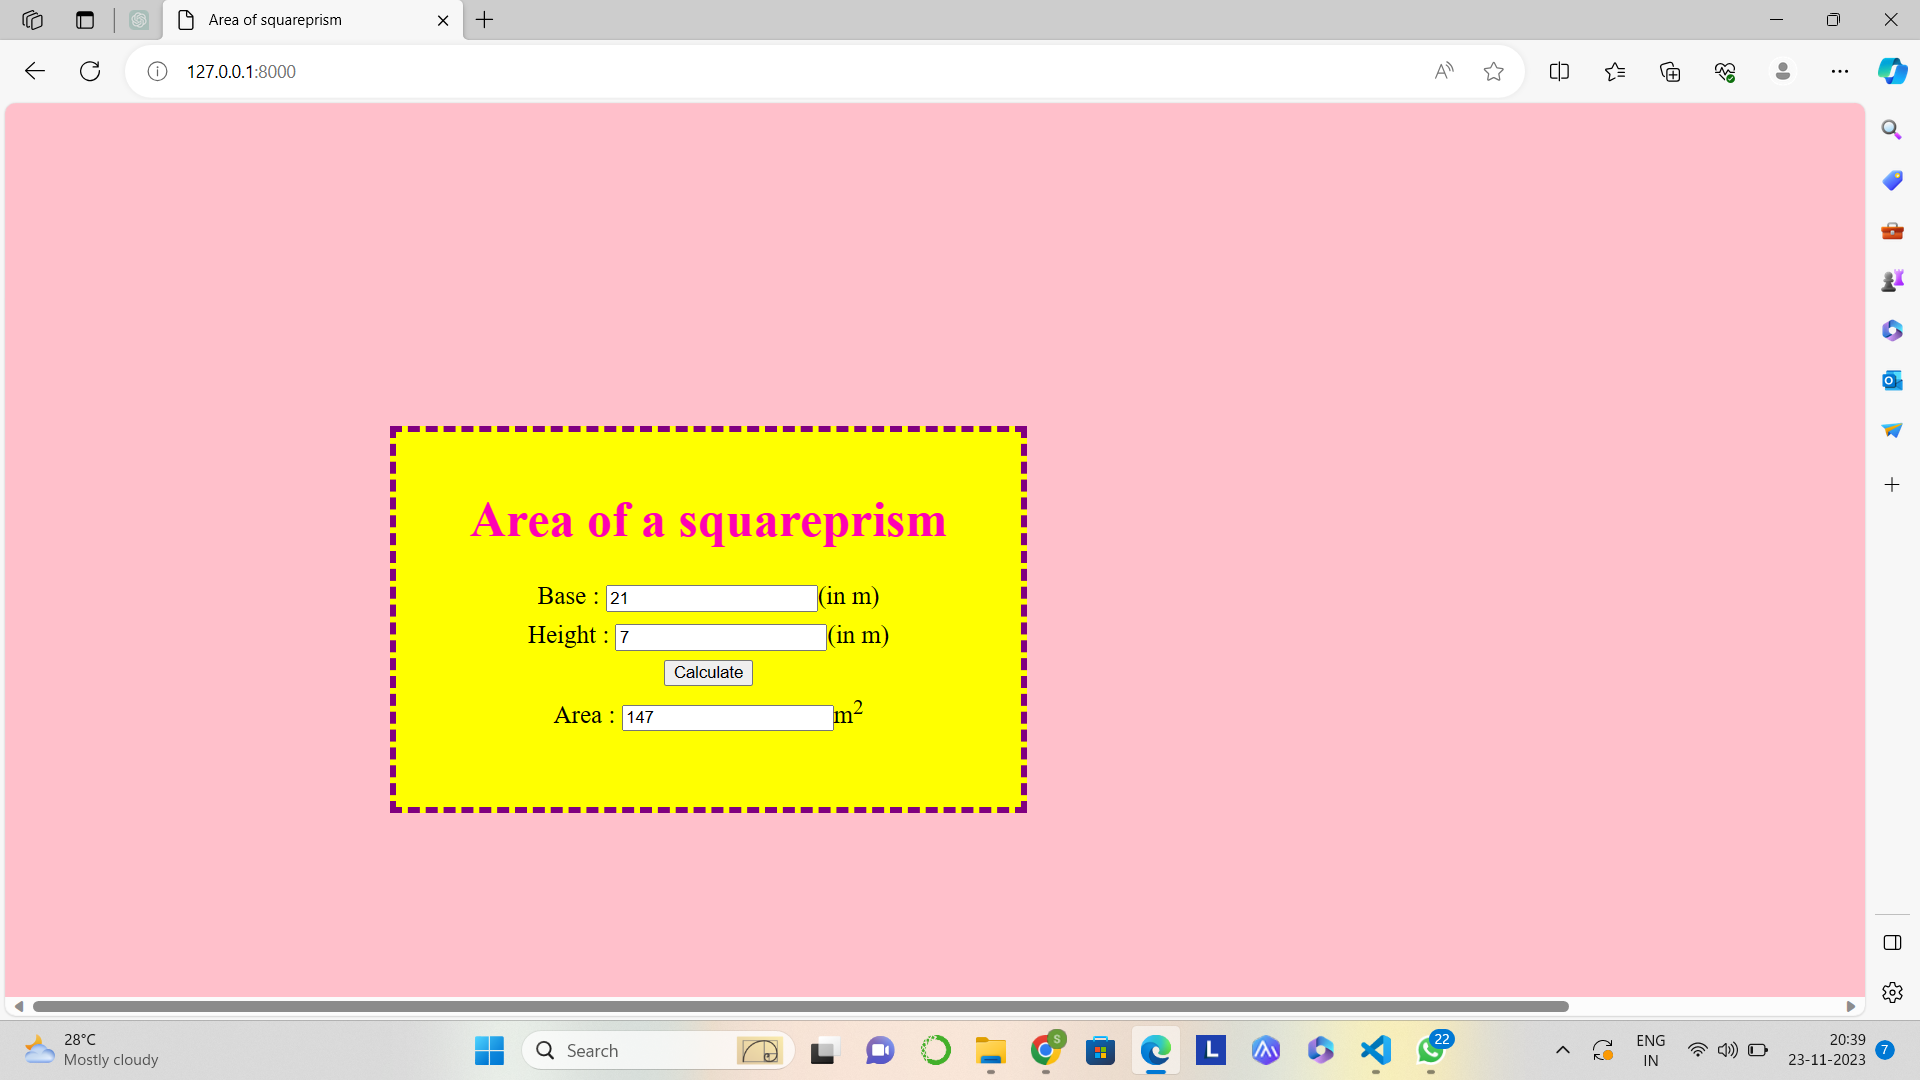 Area of squareprism
127.0.0.1:8000
Area of a squareprism
Base : 21 (in m)
Height : 7 (in m)
Calculate
Area : 147 m2
28°C
Mostly cloudy
Search
S
L
22
ENG
IN
20:39
23-11-2023
7